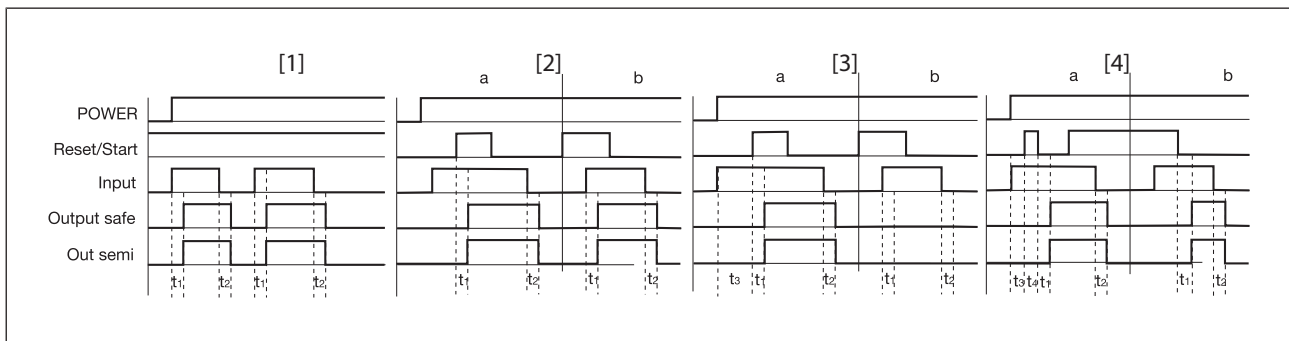 [1] [2] [3] [4]
a b a b a b
POWER
Reset/Start
Input
Output safe
Out semi
t1 t2 t1 t2 t1 t2 t1 t2 t3 t1 t2 t1 t2 t3 t4 t1 t2 t1 t2